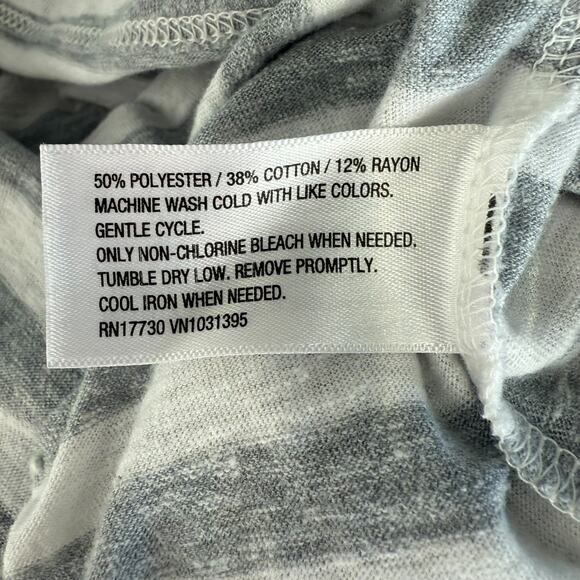 50% POLYESTER / 38% COTTON / 12% RAYON
MACHINE WASH COLD WITH LIKE COLORS.
GENTLE CYCLE.
ONLY NON-CHLORINE BLEACH WHEN NEEDED.
TUMBLE DRY LOW. REMOVE PROMPTLY.
COOL IRON WHEN NEEDED.
RN17730 VN1031395